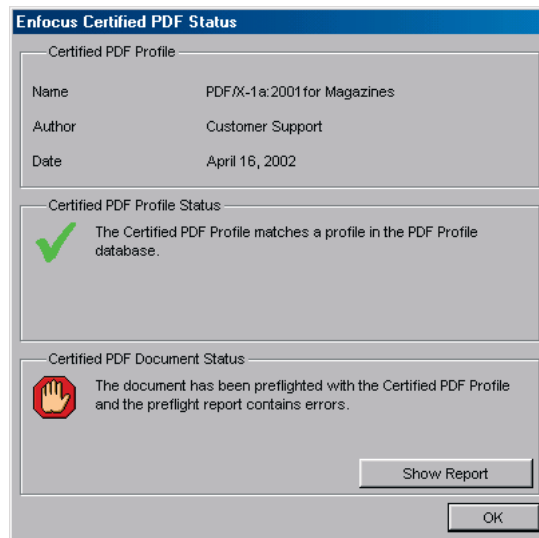 Enfocus Certified PDF Status
Certified PDF Profile
Name PDF/X-1a:2001 for Magazines
Author Customer Support
Date April 16, 2002
Certified PDF Profile Status
The Certified PDF Profile matches a profile in the PDF Profile
database.
Certified PDF Document Status
The document has been preflighted with the Certified PDF Profile
and the preflight report contains errors.
Show Report
OK